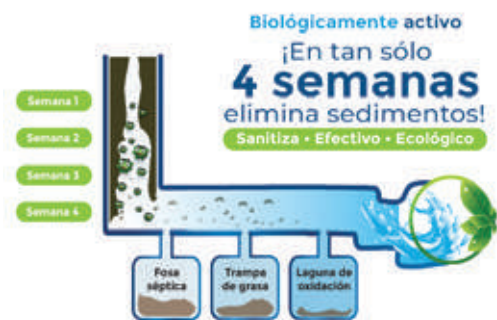 Biológicamente activo
¡En tan sólo
4 semanas
elimina sedimentos!
Sanitiza • Efectivo • Ecológico
Semana 1
Semana 2
Semana 3
Semana 4
Fosa
séptica
Trampa
de grasa
Laguna de
oxidación